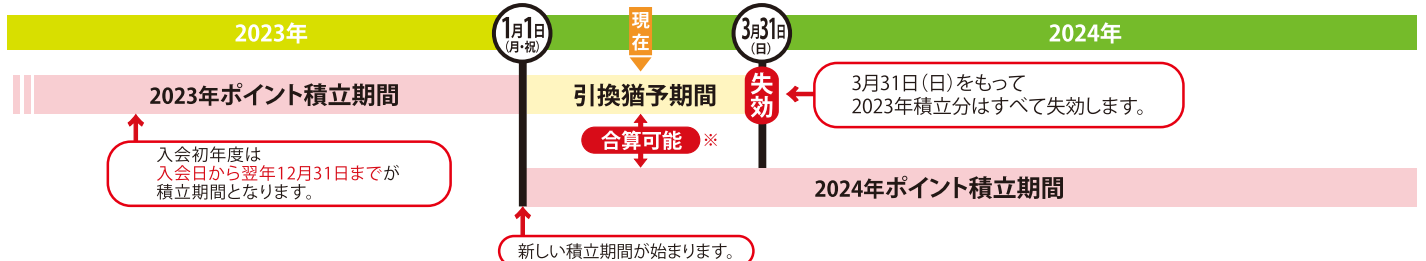 2023年
1月1日
(月・祝)
現在
3月31日
(日)
2024年
2023年ポイント積立期間
引換猶予期間
失効
3月31日(日)をもって
2023年積立分はすべて失効します。
合算可能
※
入会初年度は
入会日から翌年12月31日までが
積立期間となります。
2024年ポイント積立期間
新しい積立期間が始まります。